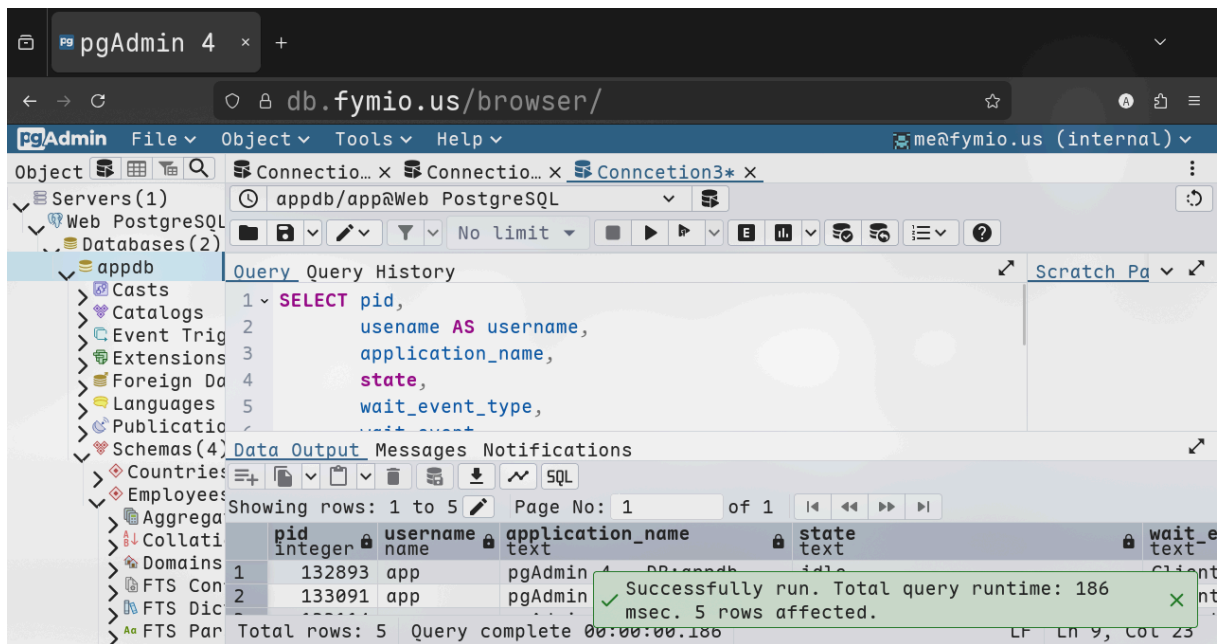 pgAdmin 4
db.fymio.us/browser/
pgAdmin File Object Tools Help me@fymio.us (internal)
Object Connectio… Connectio… Conncetion3*
Servers(1)
appdb/app@Web PostgreSQL
Web PostgreSQL
No limit
Databases(2)
appdb
Query Query History Scratch Pa
Casts
1 SELECT pid,
Catalogs
2 usename AS username,
Event Trig
3 application_name,
Extensions
Foreign Da
4 state,
Languages
5 wait_event_type,
Publicatio
Schemas(4)
Data Output Messages Notifications
Countries
SQL
Employees
Showing rows: 1 to 5 Page No: 1 of 1
Aggrega
Collati
pid integer username name application_name text state text wait_e text
Domains
1 132893 app
FTS Con
2 133091 app pgAdmin
FTS Dic
Successfully run. Total query runtime: 186
msec. 5 rows affected.
FTS Par
Total rows: 5 Query complete 00:00:00.186 LF Ln 9, Col 23